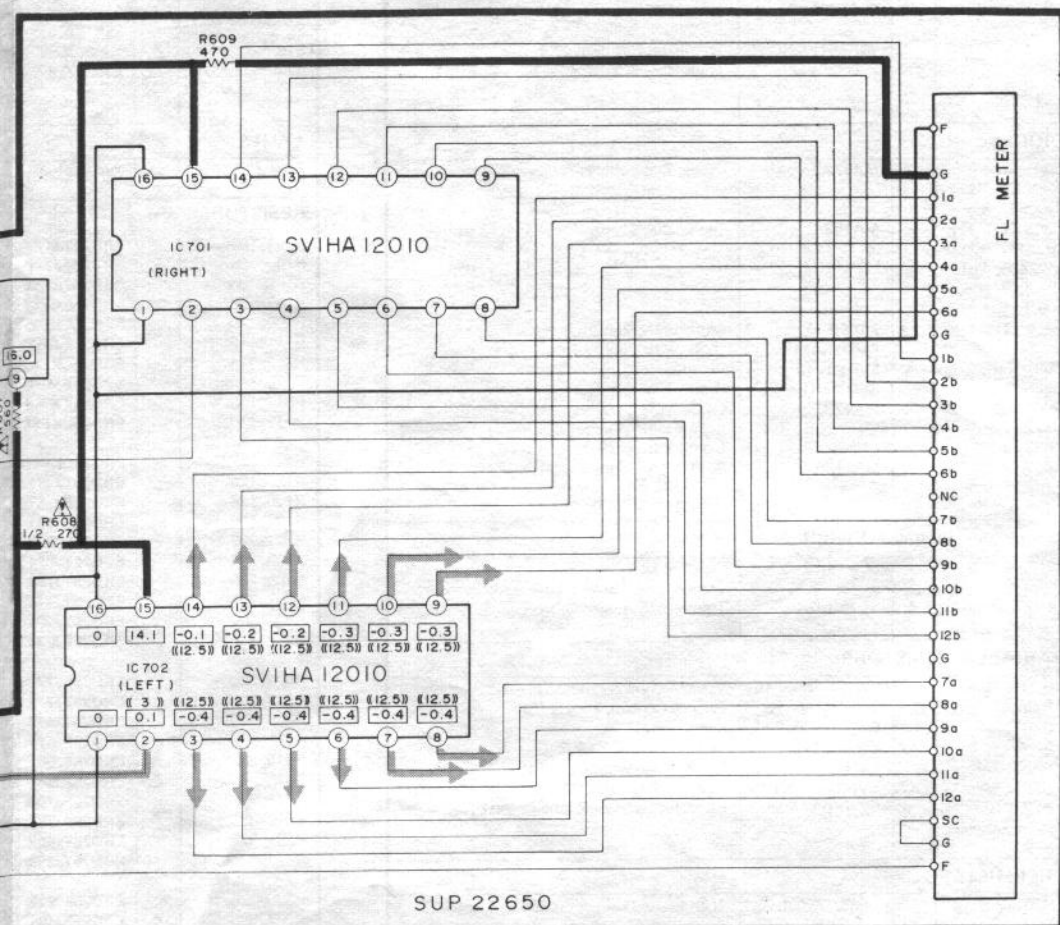 R609
470
16 15 14 13 12 11 10 9
IC701
(RIGHT)
SVIHA 12010
1 2 3 4 5 6 7 8
16.0
9
560
R608
1/2 270
16 15 14 13 12 11 10 9
0 14.1 -0.1 -0.2 -0.2 -0.3 -0.3 -0.3
((12.5)) ((12.5)) ((12.5)) ((12.5)) ((12.5)) ((12.5))
IC702
(LEFT)
SVIHA 12010
(( 3 )) ((12.5)) ((12.5)) ((12.5)) ((12.5)) ((12.5)) ((12.5))
0 0.1 -0.4 -0.4 -0.4 -0.4 -0.4 -0.4
1 2 3 4 5 6 7 8
FL METER
F
G
1a
2a
3a
4a
5a
6a
G
1b
2b
3b
4b
5b
6b
NC
7b
8b
9b
10b
11b
12b
G
7a
8a
9a
10a
11a
12a
SC
G
F
SUP 22650